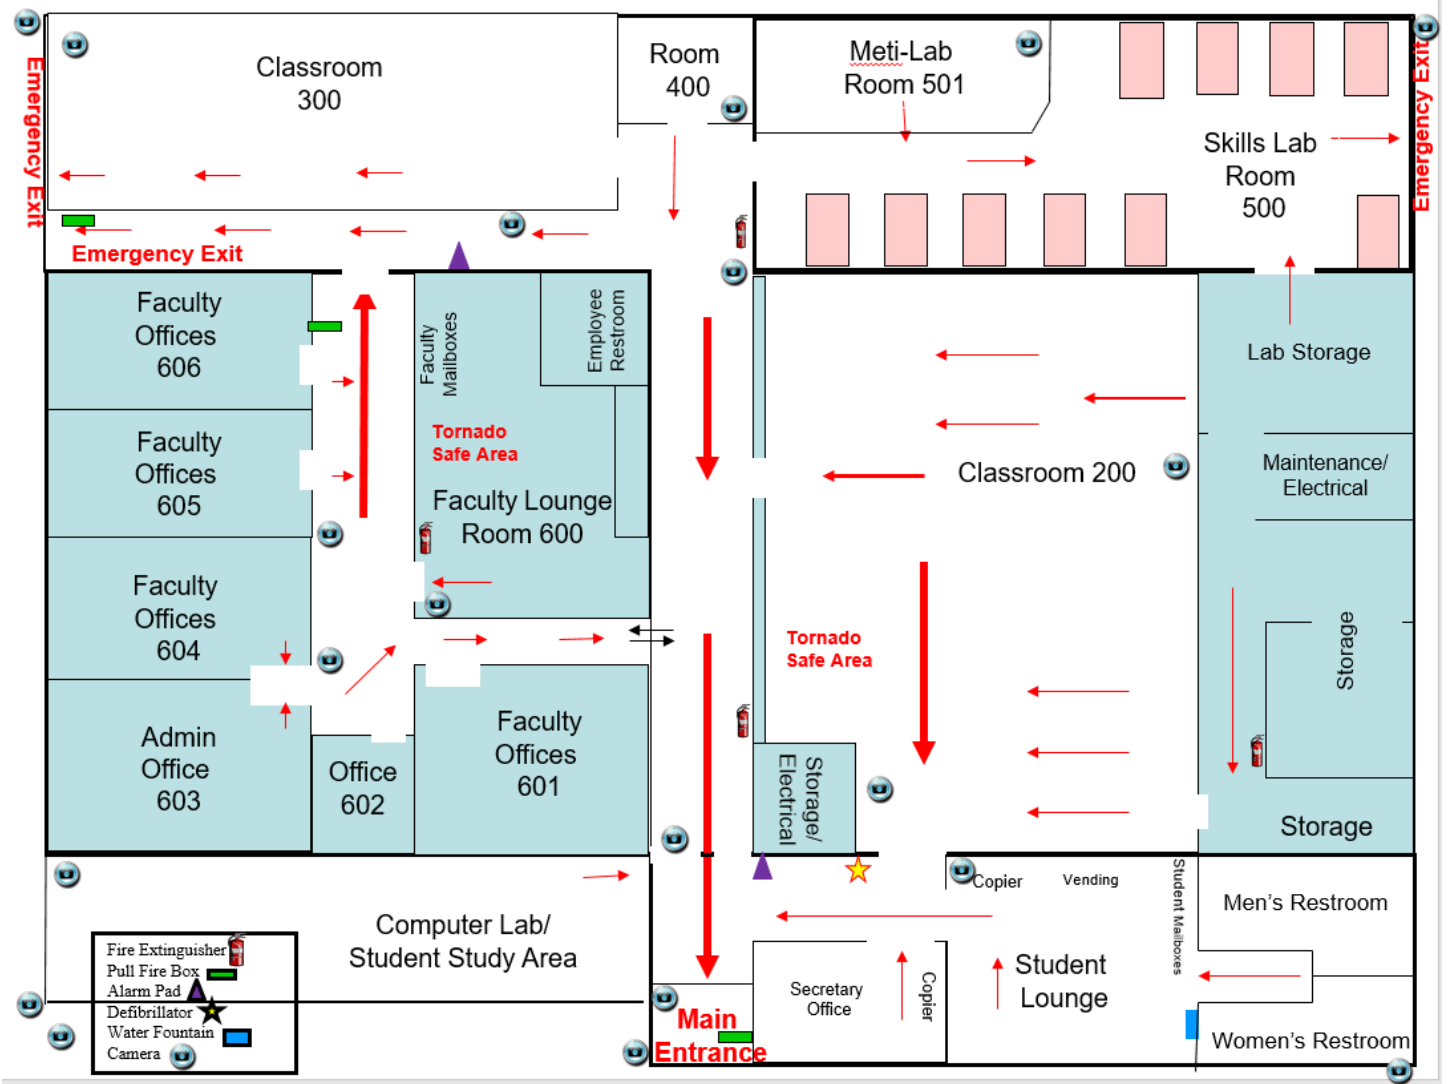 Classroom
300
Room
400
Meti-Lab
Room 501
Skills Lab
Room
500
Emergency Exit
Emergency Exit
Emergency Exit
Faculty
Offices
606
Faculty
Mailboxes
Employee
Restroom
Lab Storage
Tornado
Safe Area
Faculty
Offices
605
Faculty Lounge
Room 600
Classroom 200
Maintenance/
Electrical
Faculty
Offices
604
Tornado
Safe Area
Storage
Admin
Office
603
Office
602
Faculty
Offices
601
Storage/
Electrical
Storage
Computer Lab/
Student Study Area
Copier
Vending
Student Mailboxes
Men's Restroom
Fire Extinguisher
Pull Fire Box
Alarm Pad
Defibrillator
Water Fountain
Camera
Main
Entrance
Secretary
Office
Copier
Student
Lounge
Women's Restroom